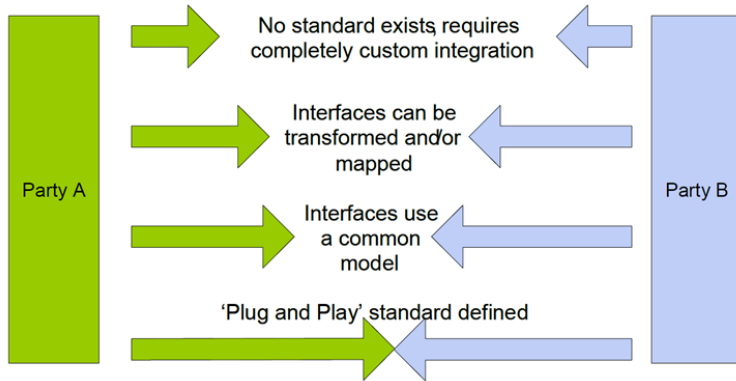 No standard exists, requires
completely custom integration
Interfaces can be
transformed and/or
mapped
Party A
Party B
Interfaces use
a common
model
‘Plug and Play’ standard defined